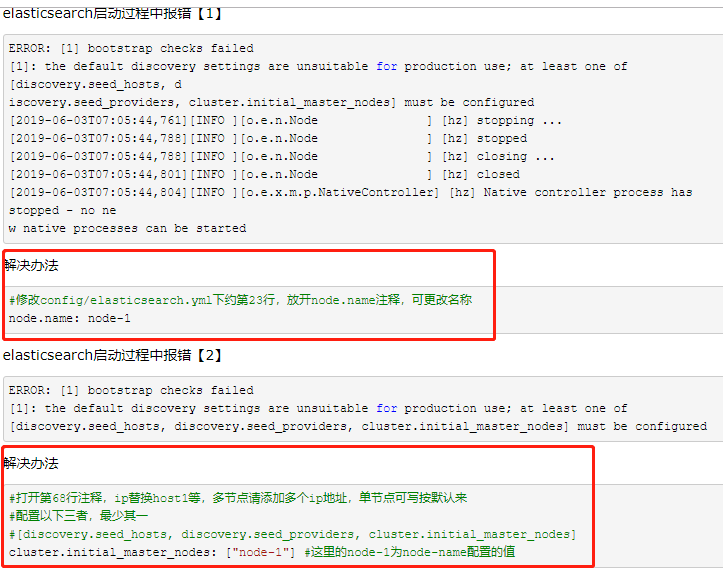 elasticsearch启动过程中报错【1】
ERROR: [1] bootstrap checks failed
[1]: the default discovery settings are unsuitable for production use; at least one of
[discovery.seed_hosts, d
iscovery.seed_providers, cluster.initial_master_nodes] must be configured
[2019-06-03T07:05:44,761][INFO ][o.e.n.Node               ] [hz] stopping ...
[2019-06-03T07:05:44,788][INFO ][o.e.n.Node               ] [hz] stopped
[2019-06-03T07:05:44,788][INFO ][o.e.n.Node               ] [hz] closing ...
[2019-06-03T07:05:44,801][INFO ][o.e.n.Node               ] [hz] closed
[2019-06-03T07:05:44,804][INFO ][o.e.x.m.p.NativeController] [hz] Native controller process has
stopped - no ne
w native processes can be started
解决办法
#修改config/elasticsearch.yml下约第23行，放开node.name注释，可更改名称
node.name: node-1
elasticsearch启动过程中报错【2】
ERROR: [1] bootstrap checks failed
[1]: the default discovery settings are unsuitable for production use; at least one of
[discovery.seed_hosts, discovery.seed_providers, cluster.initial_master_nodes] must be configured
解决办法
#打开第68行注释，ip替换host1等，多节点请添加多个ip地址，单节点可写按默认来
#配置以下三者，最少其一
#[discovery.seed_hosts, discovery.seed_providers, cluster.initial_master_nodes]
cluster.initial_master_nodes: ["node-1"] #这里的node-1为node-name配置的值